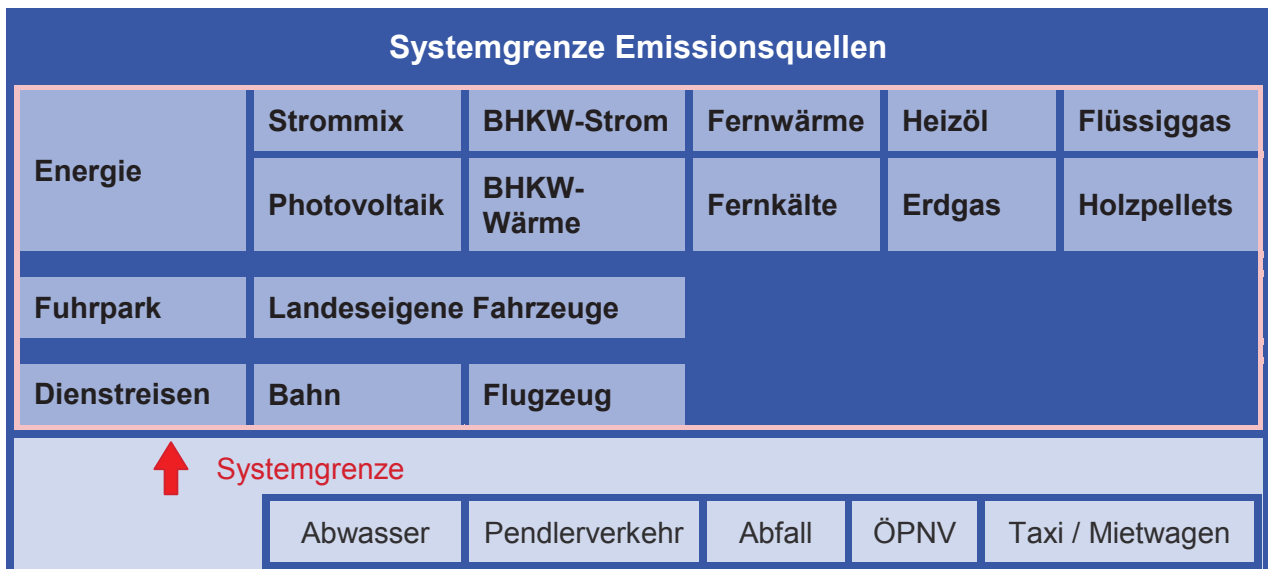 Systemgrenze Emissionsquellen
Energie
Strommix
BHKW-Strom
Fernwärme
Heizöl
Flüssiggas
Photovoltaik
BHKW-
Wärme
Fernkälte
Erdgas
Holzpellets
Fuhrpark
Landeseigene Fahrzeuge
Dienstreisen
Bahn
Flugzeug
Systemgrenze
Abwasser
Pendlerverkehr
Abfall
ÖPNV
Taxi / Mietwagen